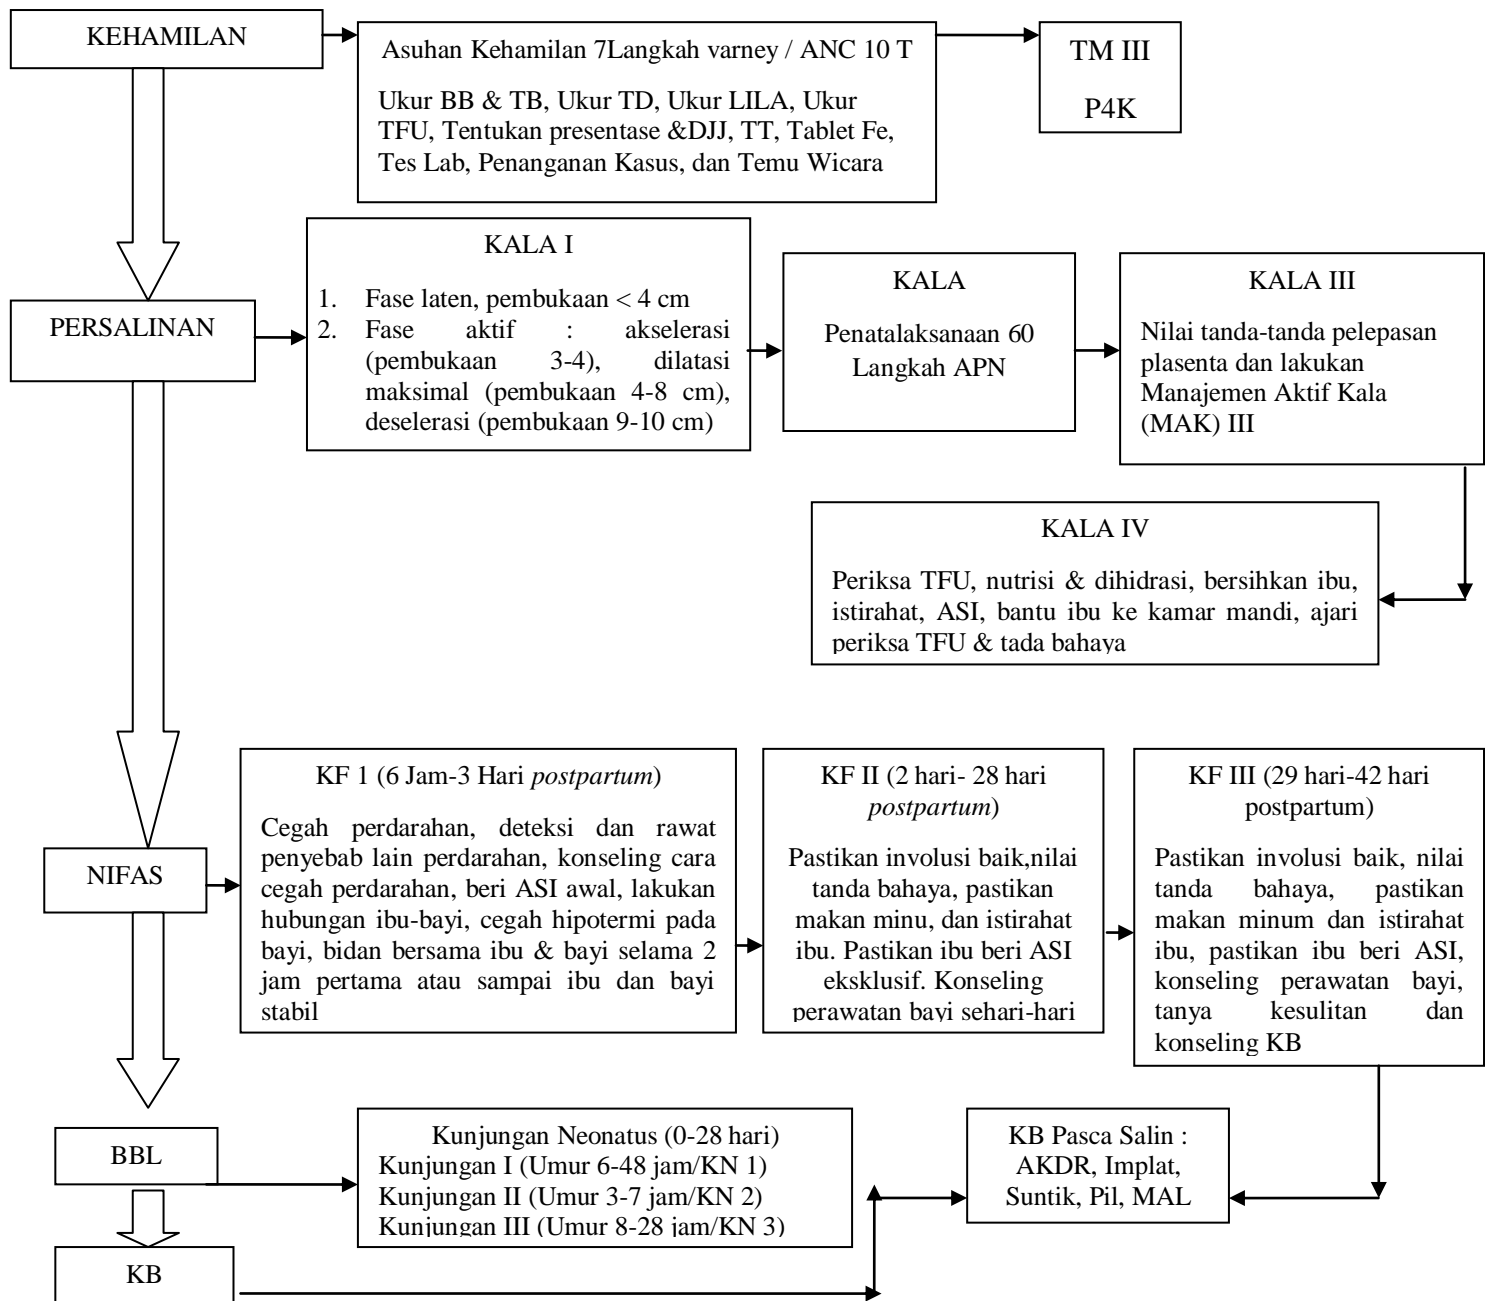 KEHAMILAN
Asuhan Kehamilan 7Langkah varney / ANC 10 T
Ukur BB & TB, Ukur TD, Ukur LILA, Ukur
TFU, Tentukan presentase &DJJ, TT, Tablet Fe,
Tes Lab, Penanganan Kasus, dan Temu Wicara
TM III
P4K
PERSALINAN
KALA I
1. Fase laten, pembukaan < 4 cm
2. Fase aktif : akselerasi
(pembukaan 3-4), dilatasi
maksimal (pembukaan 4-8 cm),
deselerasi (pembukaan 9-10 cm)
KALA
Penatalaksanaan 60
Langkah APN
KALA III
Nilai tanda-tanda pelepasan
plasenta dan lakukan
Manajemen Aktif Kala
(MAK) III
KALA IV
Periksa TFU, nutrisi & dihidrasi, bersihkan ibu,
istirahat, ASI, bantu ibu ke kamar mandi, ajari
periksa TFU & tada bahaya
NIFAS
KF 1 (6 Jam-3 Hari postpartum)
Cegah perdarahan, deteksi dan rawat
penyebab lain perdarahan, konseling cara
cegah perdarahan, beri ASI awal, lakukan
hubungan ibu-bayi, cegah hipotermi pada
bayi, bidan bersama ibu & bayi selama 2
jam pertama atau sampai ibu dan bayi
stabil
KF II (2 hari- 28 hari
postpartum)
Pastikan involusi baik,nilai
tanda bahaya, pastikan
makan minu, dan istirahat
ibu. Pastikan ibu beri ASI
eksklusif. Konseling
perawatan bayi sehari-hari
KF III (29 hari-42 hari
postpartum)
Pastikan involusi baik, nilai
tanda bahaya, pastikan
makan minum dan istirahat
ibu, pastikan ibu beri ASI,
konseling perawatan bayi,
tanya kesulitan dan
konseling KB
BBL
Kunjungan Neonatus (0-28 hari)
Kunjungan I (Umur 6-48 jam/KN 1)
Kunjungan II (Umur 3-7 jam/KN 2)
Kunjungan III (Umur 8-28 jam/KN 3)
KB Pasca Salin :
AKDR, Implat,
Suntik, Pil, MAL
KB